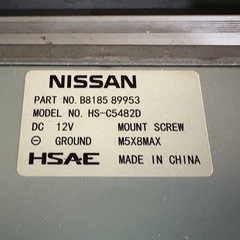 NISSAN
PART NO. B8185 89953
MODEL NO. HS-C5482D
DC 12V MOUNT SCREW
⊖ GROUND M5X8MAX
HSAE MADE IN CHINA